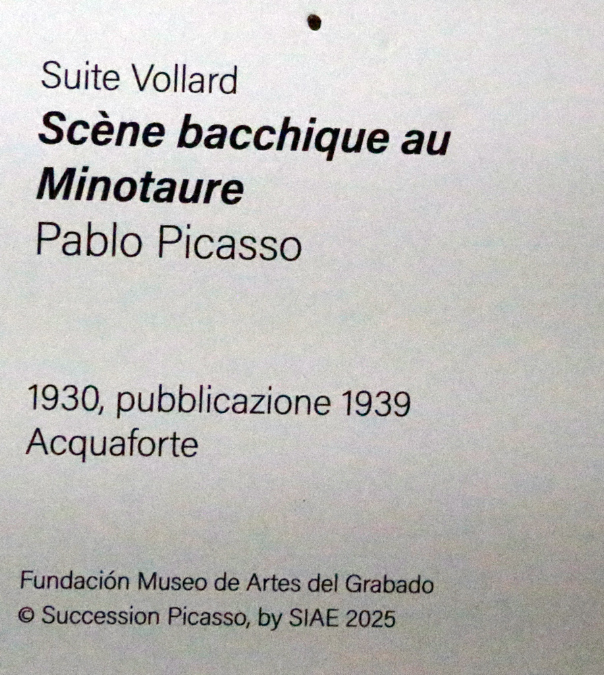 Suite Vollard
Scène bacchique au
Minotaure
Pablo Picasso
1930, pubblicazione 1939
Acquaforte
Fundación Museo de Artes del Grabado
© Succession Picasso, by SIAE 2025